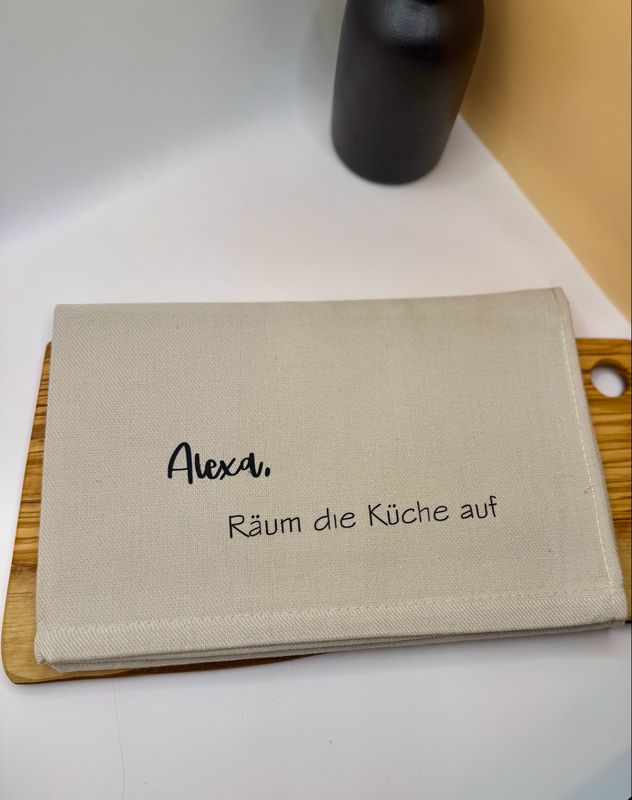 Alexa,
Räum die Küche auf